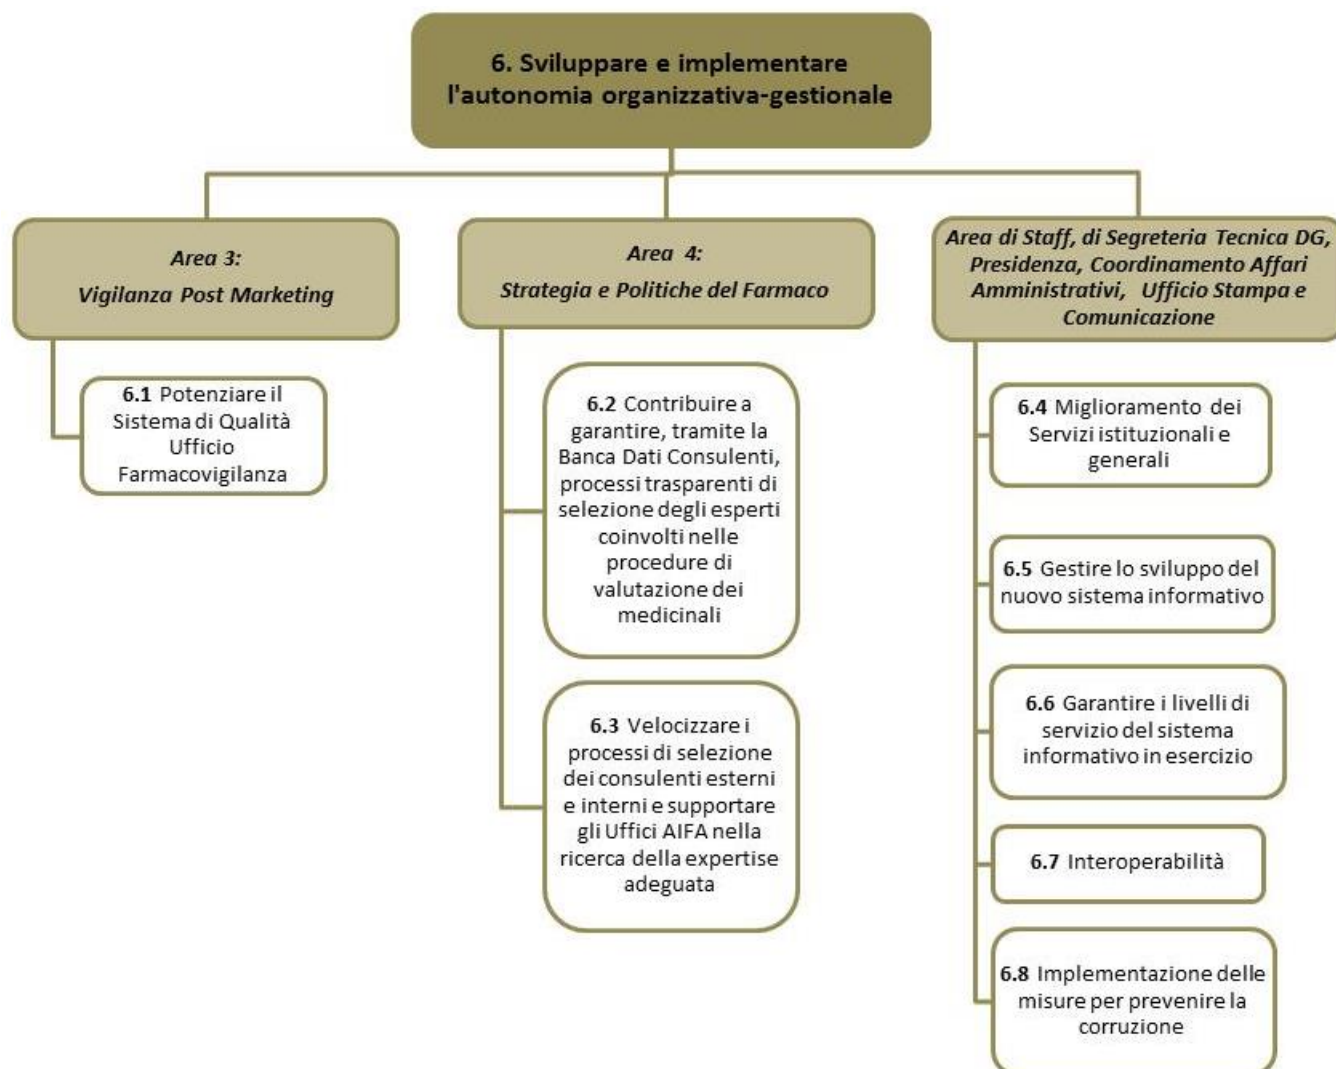 6. Sviluppare e implementare
l'autonomia organizzativa-gestionale
Area 3:
Vigilanza Post Marketing
6.1 Potenziare il
Sistema di Qualità
Ufficio
Farmacovigilanza
Area 4:
Strategia e Politiche del Farmaco
6.2 Contribuire a
garantire, tramite la
Banca Dati Consulenti,
processi trasparenti di
selezione degli esperti
coinvolti nelle
procedure di
valutazione dei
medicinali
6.3 Velocizzare i
processi di selezione
dei consulenti esterni
e interni e supportare
gli Uffici AIFA nella
ricerca della expertise
adeguata
Area di Staff, di Segreteria Tecnica DG,
Presidenza, Coordinamento Affari
Amministrativi, Ufficio Stampa e
Comunicazione
6.4 Miglioramento dei
Servizi istituzionali e
generali
6.5 Gestire lo sviluppo del
nuovo sistema informativo
6.6 Garantire i livelli di
servizio del sistema
informativo in esercizio
6.7 Interoperabilità
6.8 Implementazione delle
misure per prevenire la
corruzione